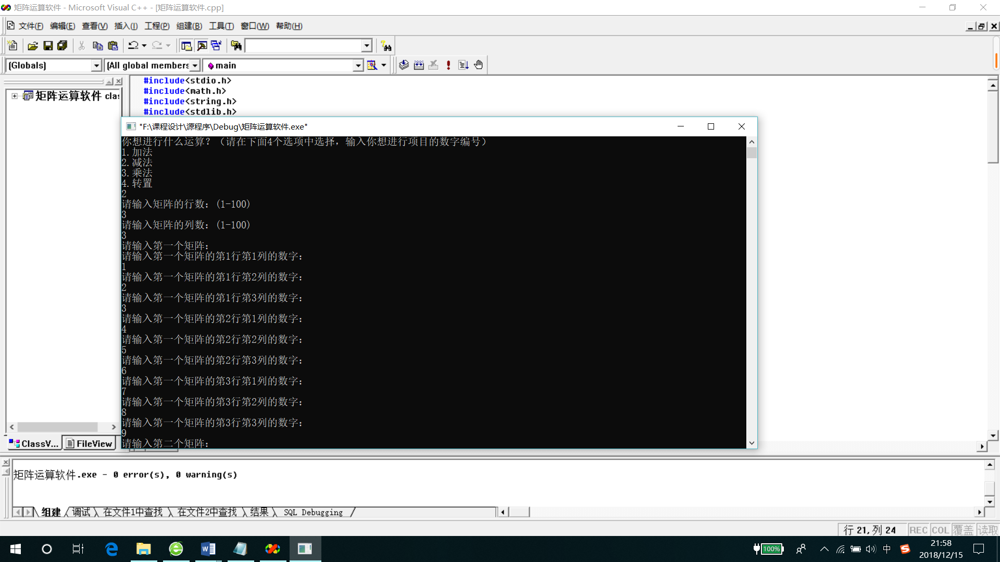 矩阵运算软件 - Microsoft Visual C++ - [矩阵运算软件.cpp]
文件(F) 编辑(E) 查看(V) 插入(I) 工程(P) 组建(B) 工具(T) 窗口(W) 帮助(H)
(Globals) (All global members main
#include<stdio.h>
#include<math.h>
#include<string.h>
#include<stdlib.h>
矩阵运算软件 clas
"F:\课程设计\源程序\Debug\矩阵运算软件.exe"
你想进行什么运算？（请在下面4个选项中选择，输入你想进行项目的数字编号）
1.加法
2.减法
3.乘法
4.转置
2
请输入矩阵的行数：(1-100)
3
请输入矩阵的列数：(1-100)
3
请输入第一个矩阵：
请输入第一个矩阵的第1行第1列的数字：
1
请输入第一个矩阵的第1行第2列的数字：
2
请输入第一个矩阵的第1行第3列的数字：
3
请输入第一个矩阵的第2行第1列的数字：
4
请输入第一个矩阵的第2行第2列的数字：
5
请输入第一个矩阵的第2行第3列的数字：
6
请输入第一个矩阵的第3行第1列的数字：
7
请输入第一个矩阵的第3行第2列的数字：
8
请输入第一个矩阵的第3行第3列的数字：
9
请输入第二个矩阵：
ClassV... FileView
矩阵运算软件.exe - 0 error(s), 0 warning(s)
组建 调试 在文件1中查找 在文件2中查找 结果 SQL Debugging
行 21,列 24 REC COL 覆盖 读取
100% 中 21:58
2018/12/15